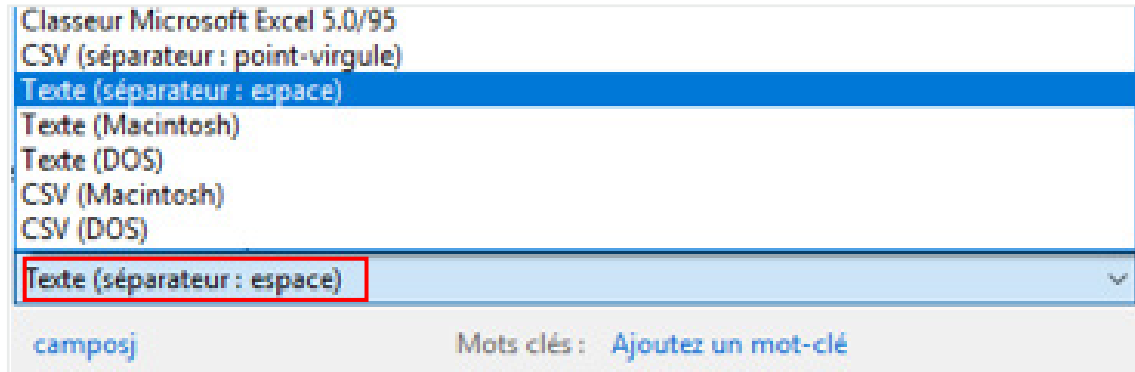 Classeur Microsoft Excel 5.0/95
CSV (séparateur : point-virgule)
Texte (séparateur : espace)
Texte (Macintosh)
Texte (DOS)
CSV (Macintosh)
CSV (DOS)
Texte (séparateur : espace)
camposj Mots clés : Ajoutez un mot-clé